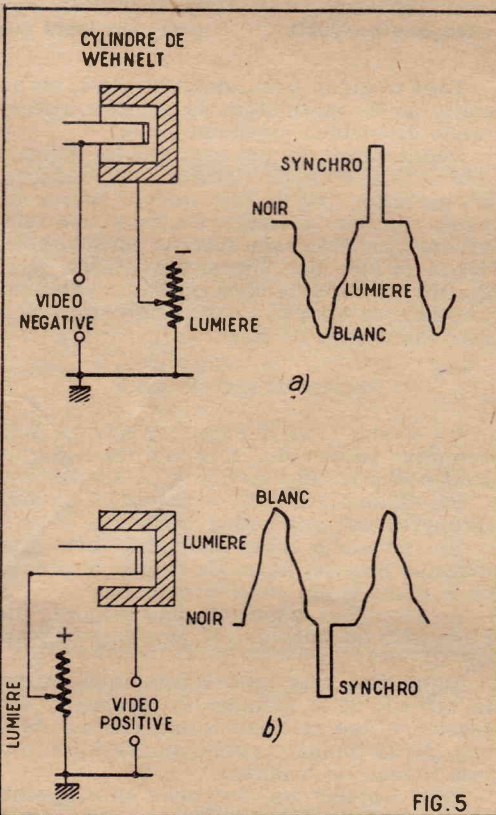 CYLINDRE DE
WEHNELT
SYNCHRO
NOIR
-
VIDEO
NEGATIVE
LUMIERE
LUMIERE
BLANC
a)
BLANC
LUMIERE
NOIR
+
LUMIERE
VIDEO
POSITIVE
SYNCHRO
b)
FIG. 5